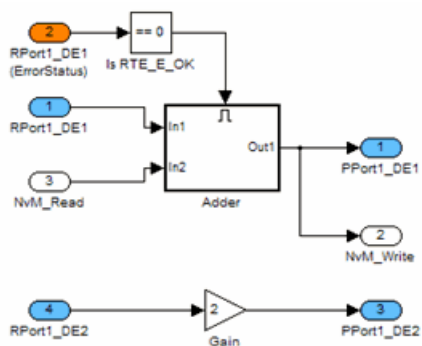 2
== 0
RPort1_DE1
(ErrorStatus)
Is RTE_E_OK
1
RPort1_DE1
In1
Out1
1
PPort1_DE1
3
NvM_Read
In2
Adder
2
NvM_Write
4
RPort1_DE2
2
Gain
3
PPort1_DE2